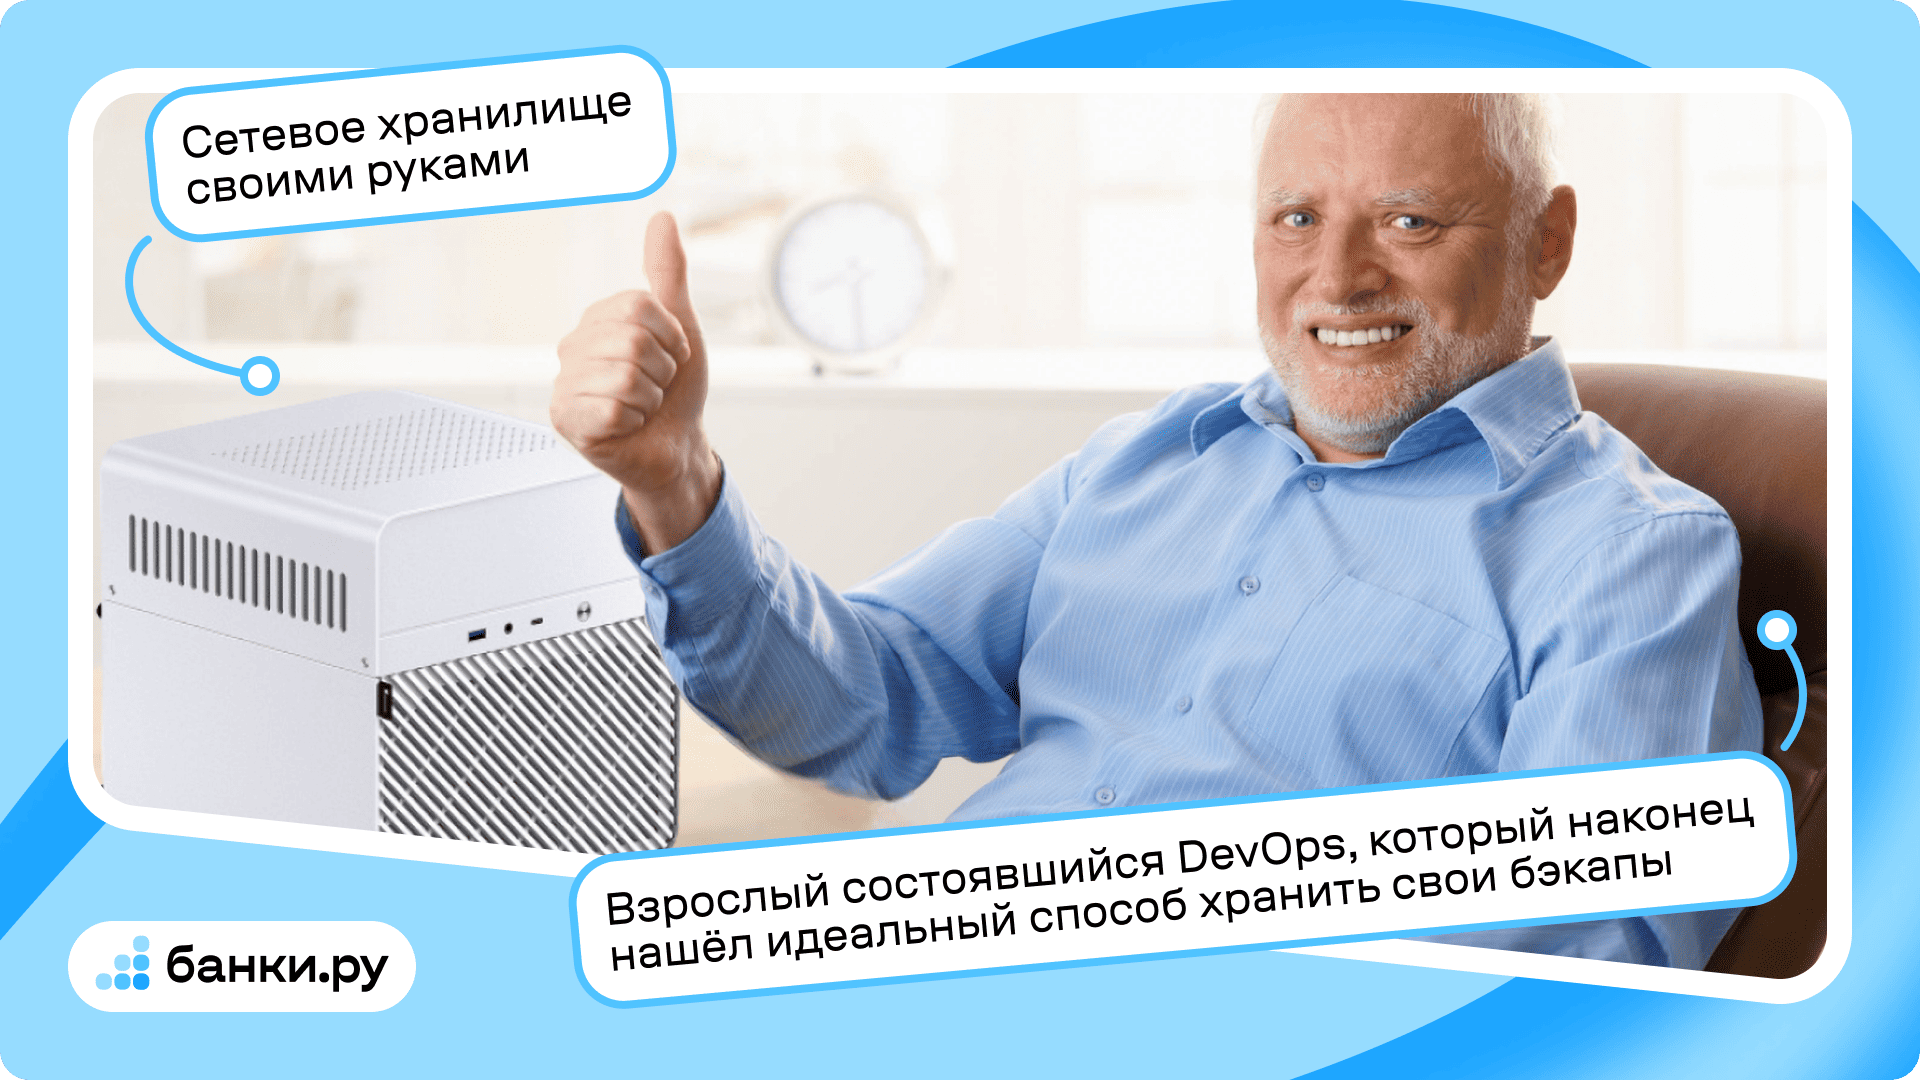 Сетевое хранилище
своими руками
Взрослый состоявшийся DevOps, который наконец
нашёл идеальный способ хранить свои бэкапы
банки.ру